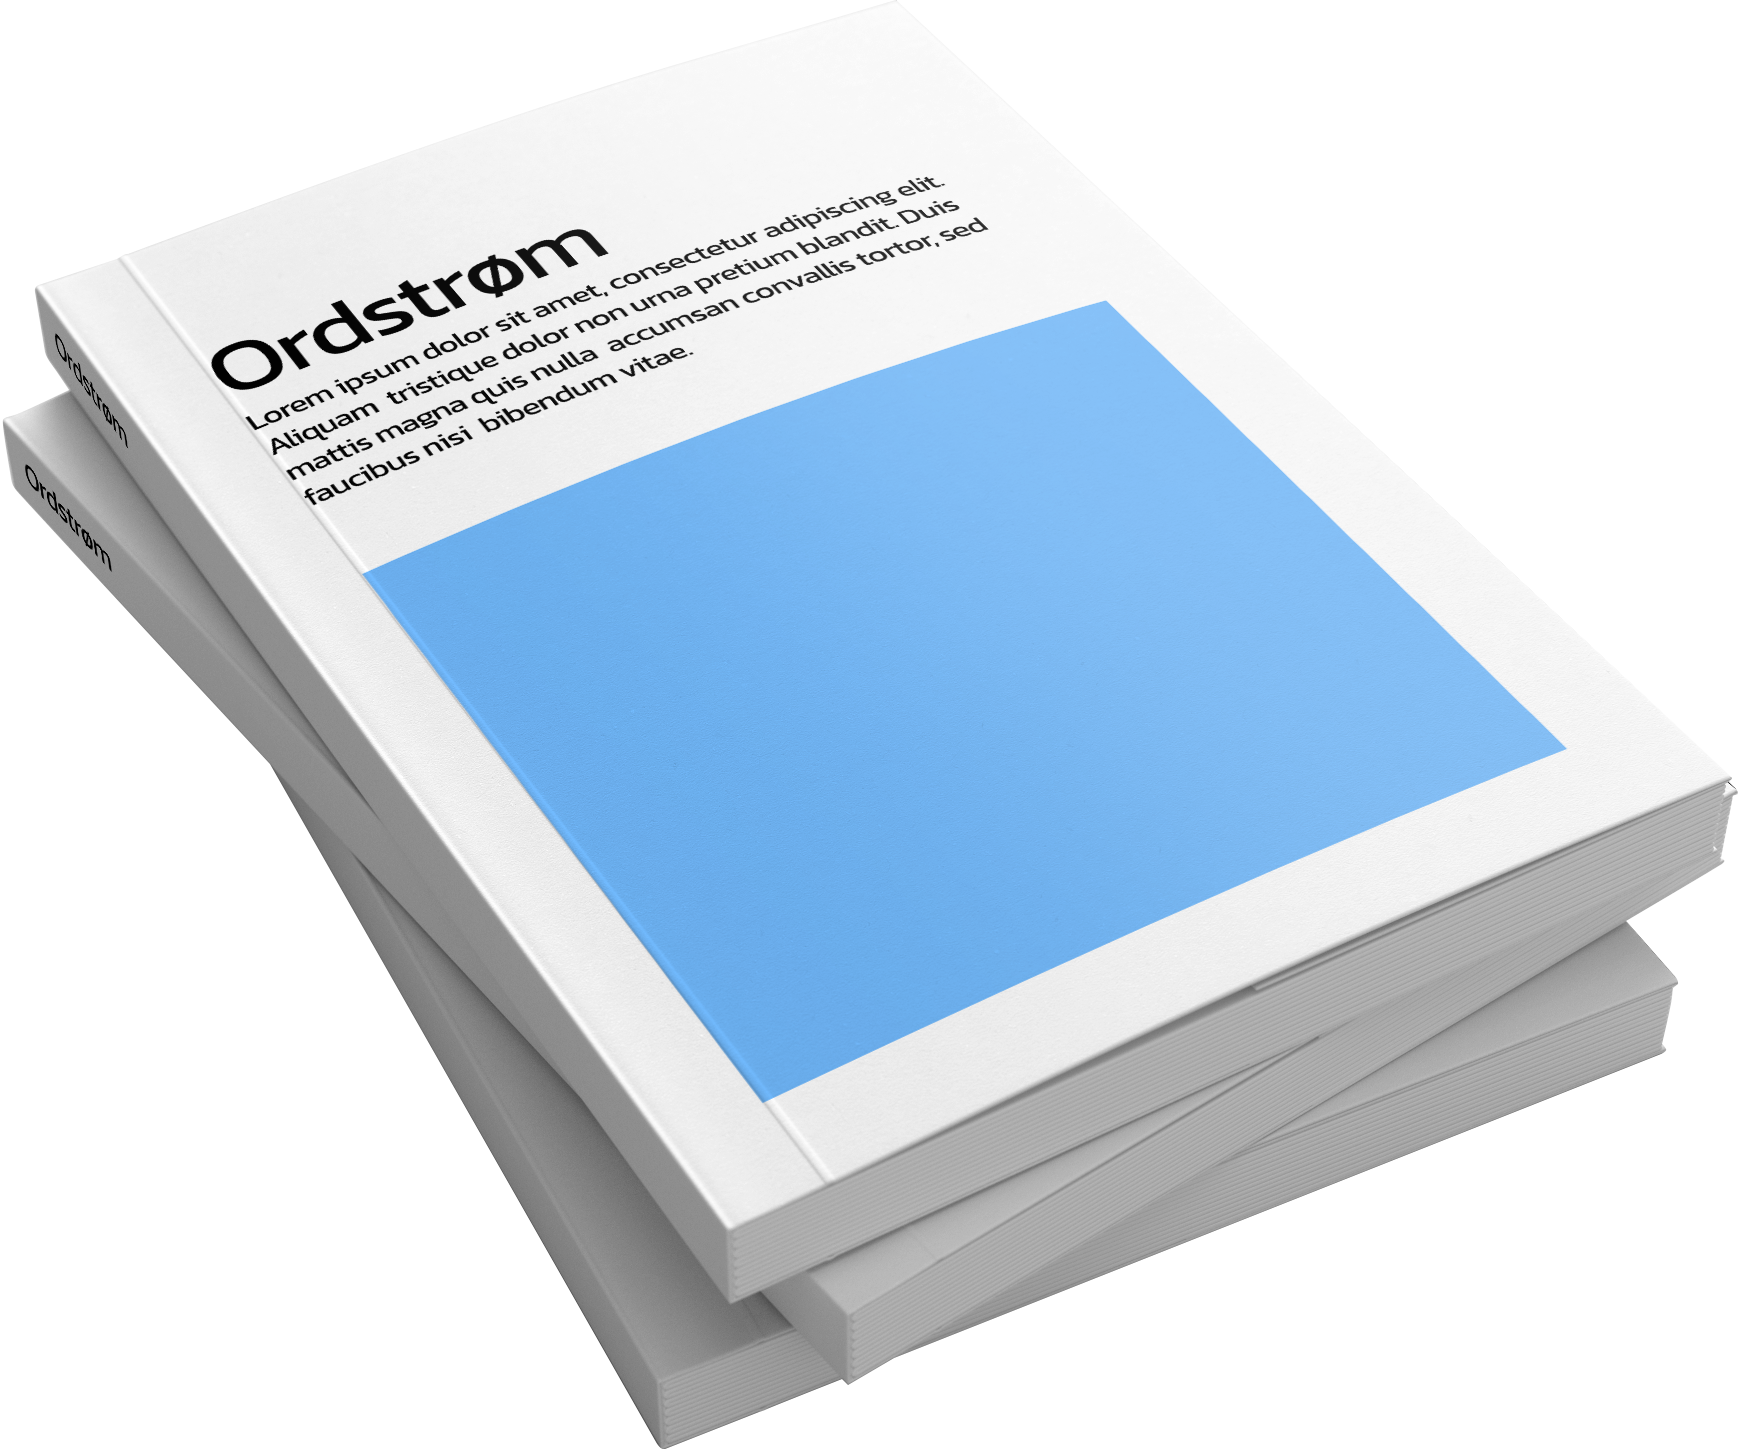 Ordstrøm
Lorem ipsum dolor sit amet, consectetur adipiscing elit.
Aliquam tristique dolor non urna pretium blandit. Duis
mattis magna quis nulla accumsan convallis tortor, sed
faucibus nisi bibendum vitae.
Ordstrøm
Ordstrøm